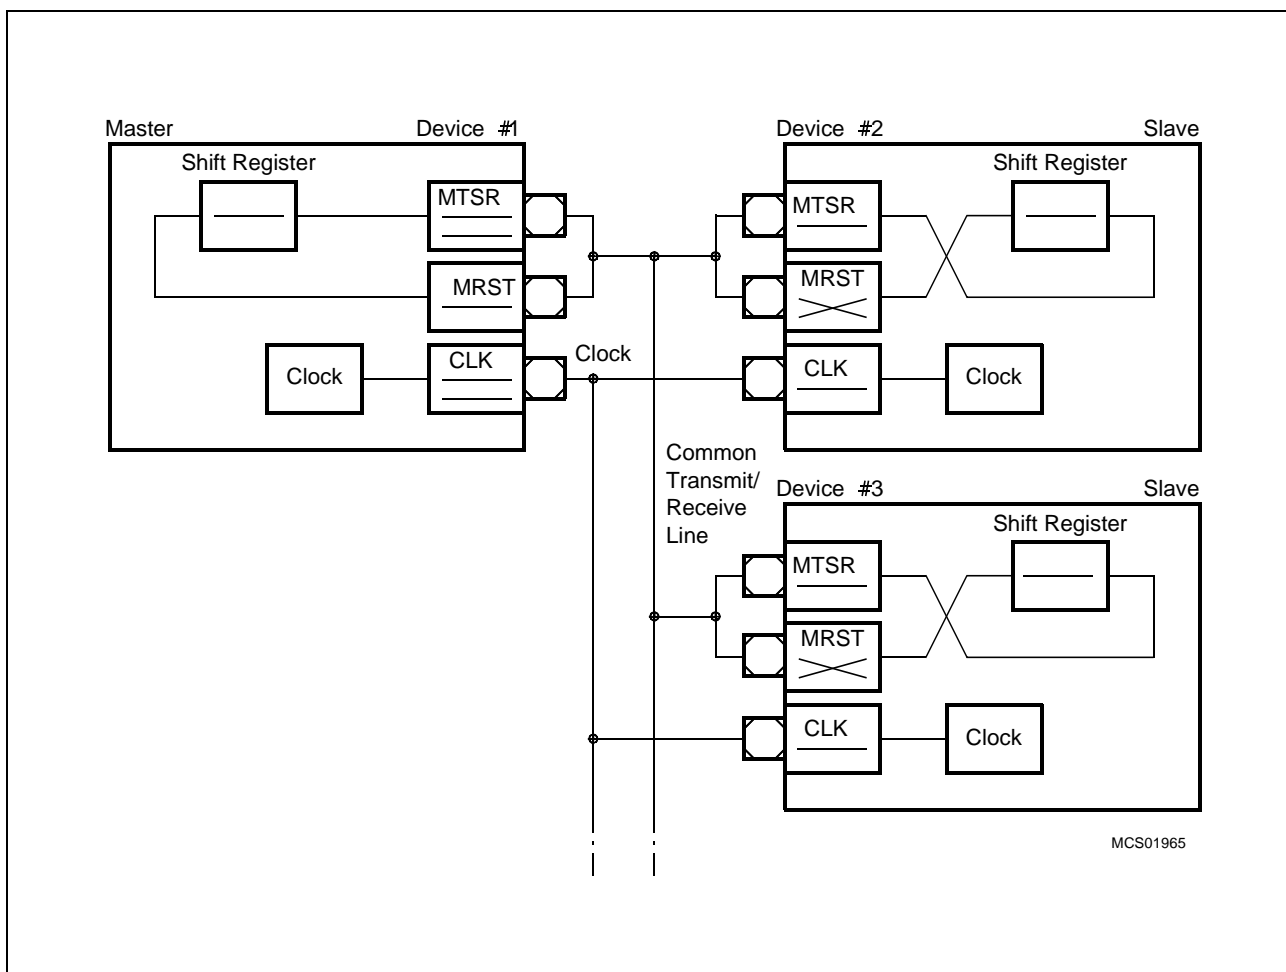 Master
Device #1
Shift Register
MTSR
MRST
CLK
Clock
Clock
Device #2
Slave
Shift Register
MTSR
MRST
CLK
Clock
Common
Transmit/
Receive
Line
Device #3
Slave
Shift Register
MTSR
MRST
CLK
Clock
MCS01965